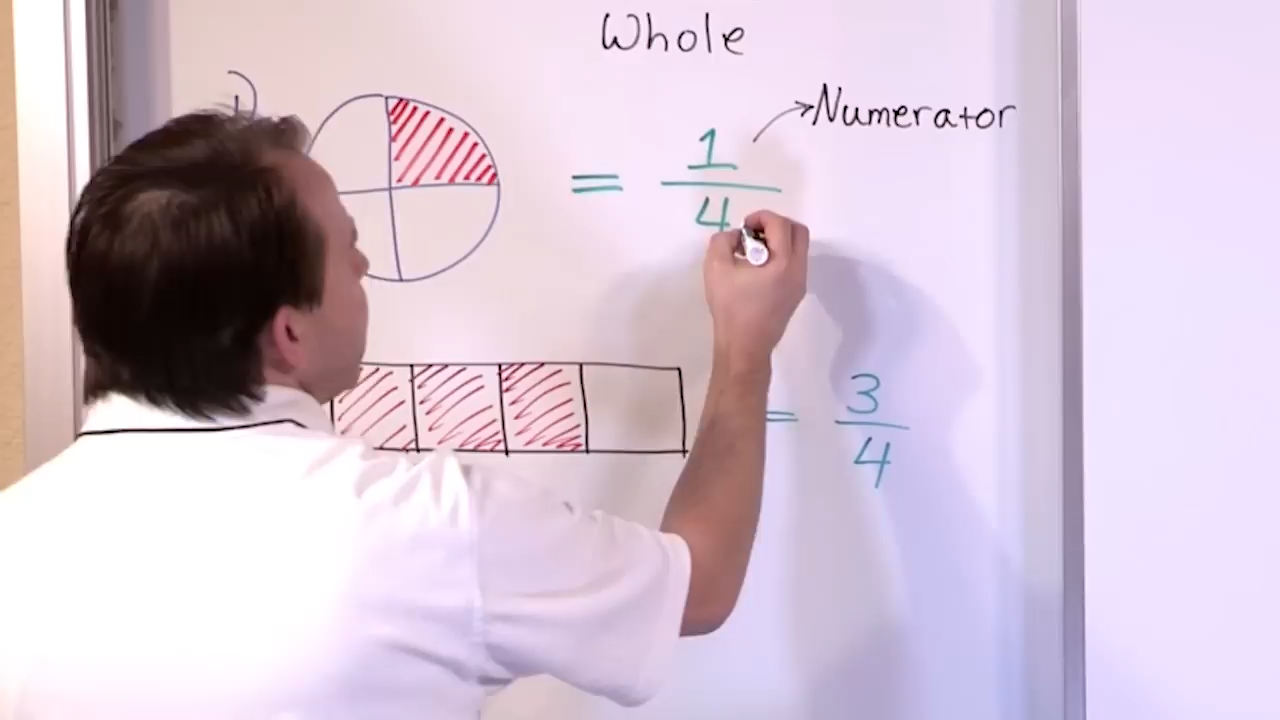 Whole
Numerator
= 1/4
= 3/4